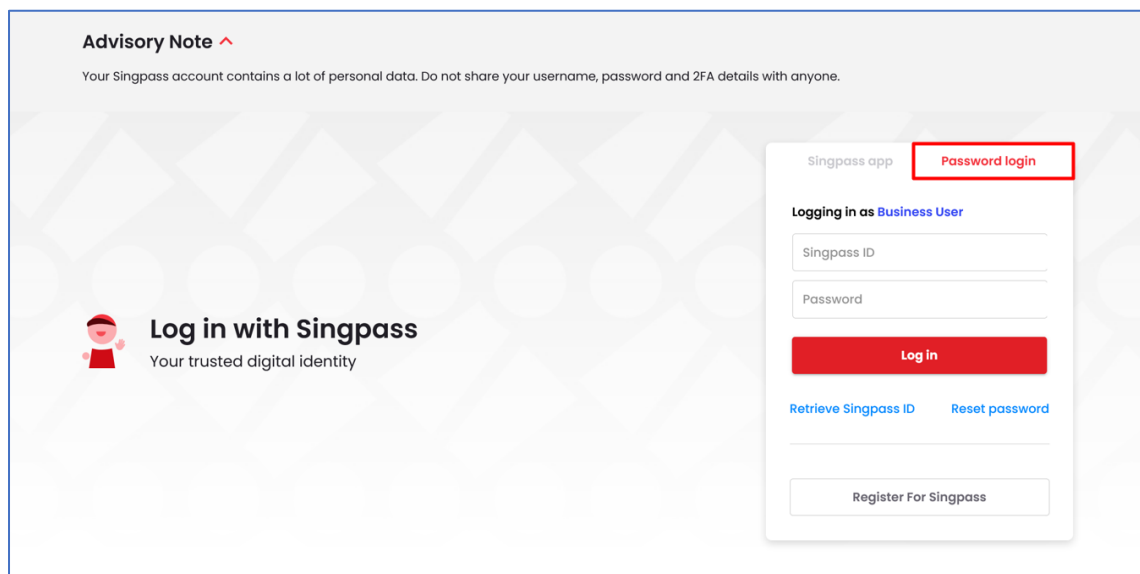 Advisory Note
Your Singpass account contains a lot of personal data. Do not share your username, password and 2FA details with anyone.
Singpass app
Password login
Logging in as Business User
Singpass ID
Password
Log in with Singpass
Your trusted digital identity
Log in
Retrieve Singpass ID
Reset password
Register For Singpass